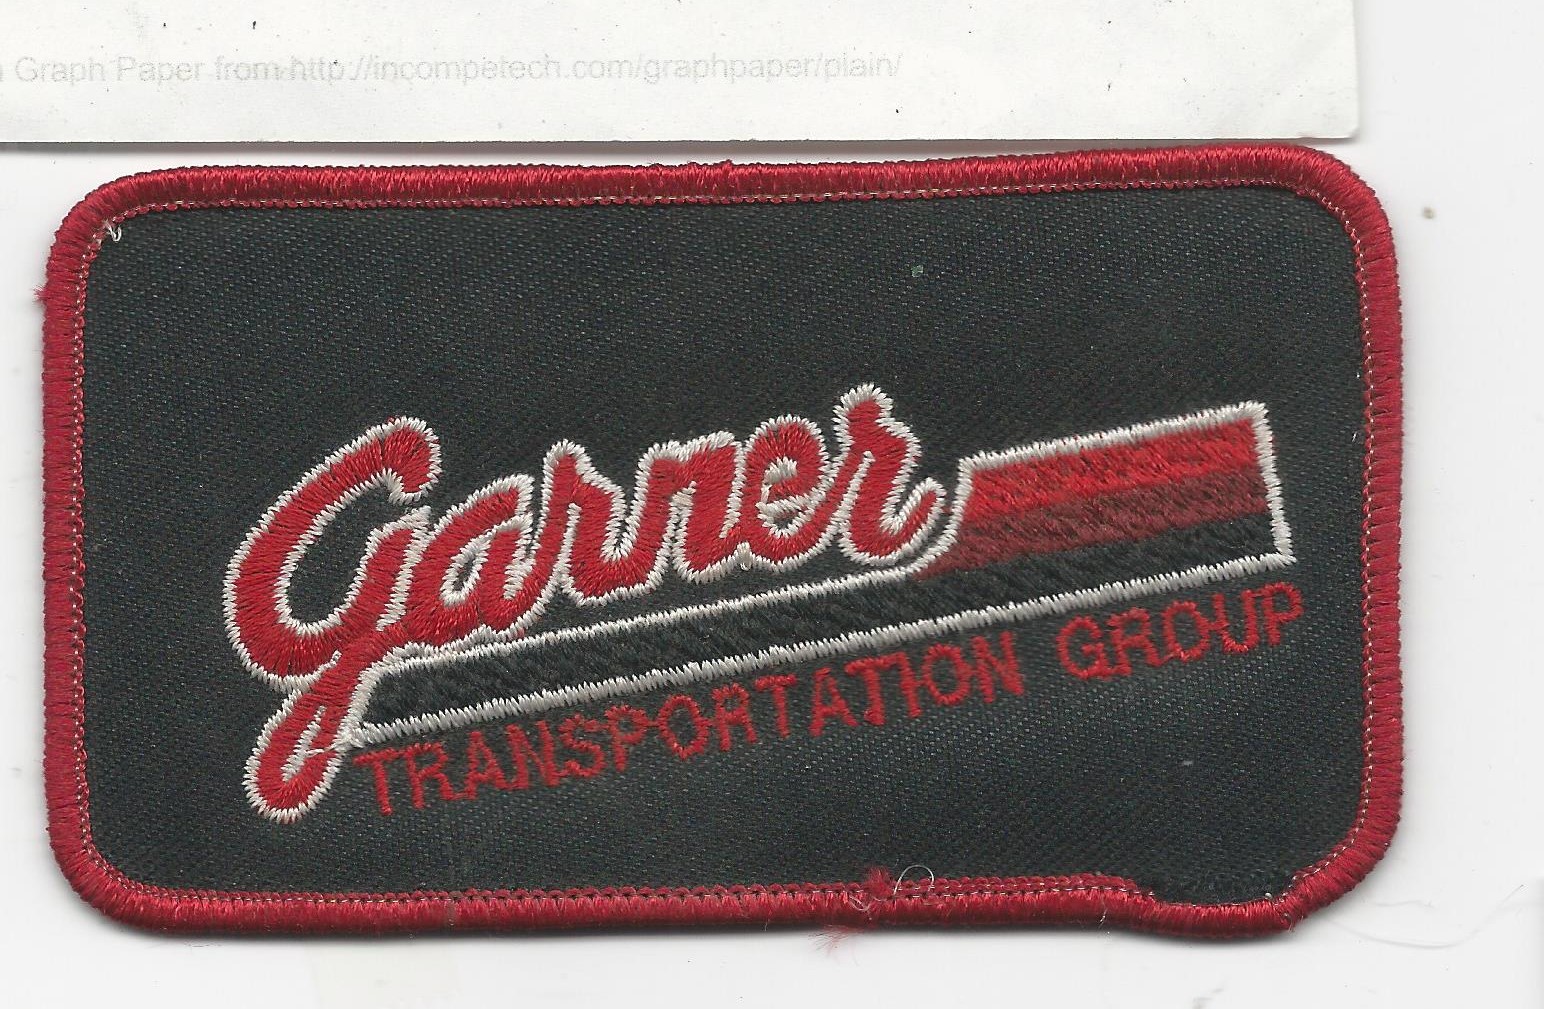 Graph Paper from http://incompetech.com/graphpaper/plain/
Garner
TRANSPORTATION GROUP